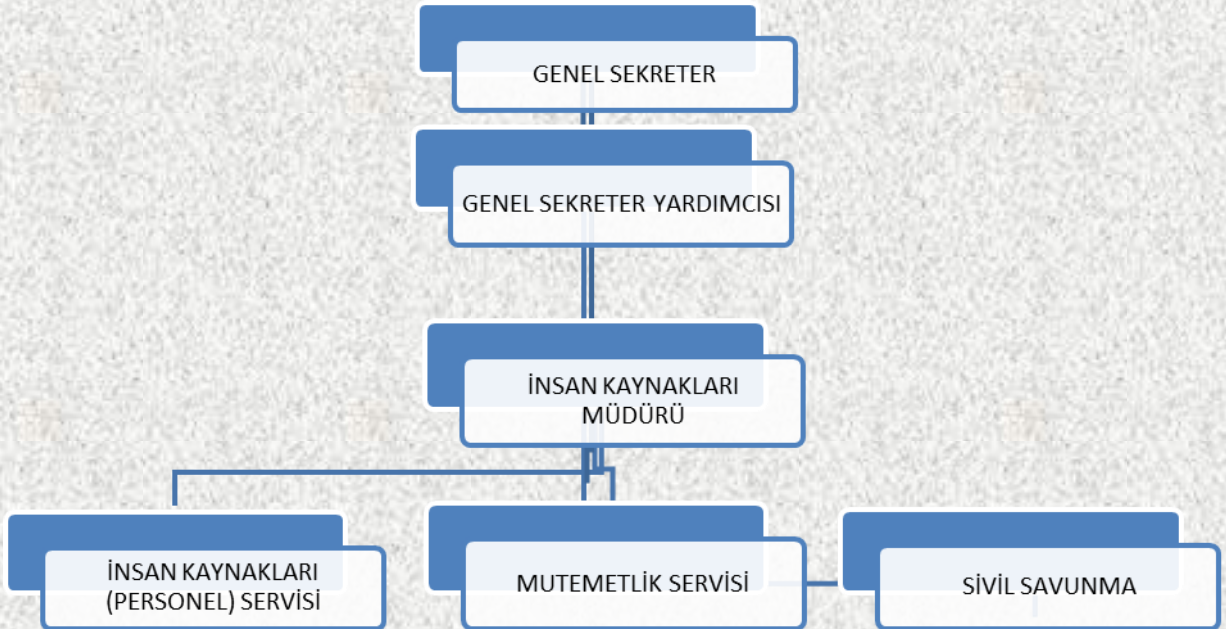 GENEL SEKRETER
GENEL SEKRETER YARDIMCISI
İNSAN KAYNAKLARI
MÜDÜRÜ
İNSAN KAYNAKLARI
(PERSONEL) SERVİSİ
MUTEMETLİK SERVİSİ
SİVİL SAVUNMA